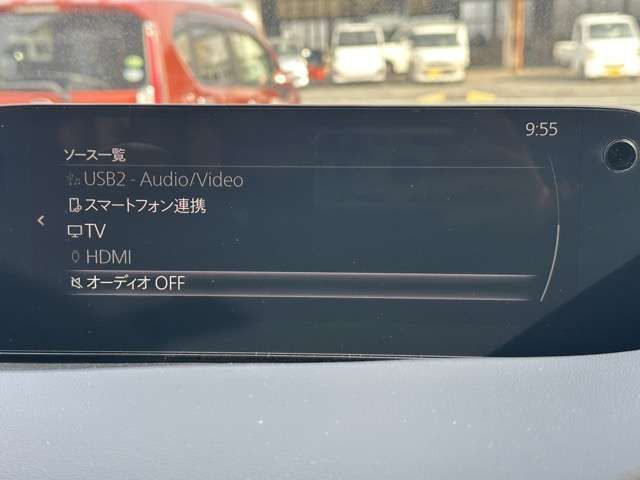 9:55
ソース一覧
USB2 - Audio/Video
スマートフォン連携
TV
HDMI
オーディオ OFF